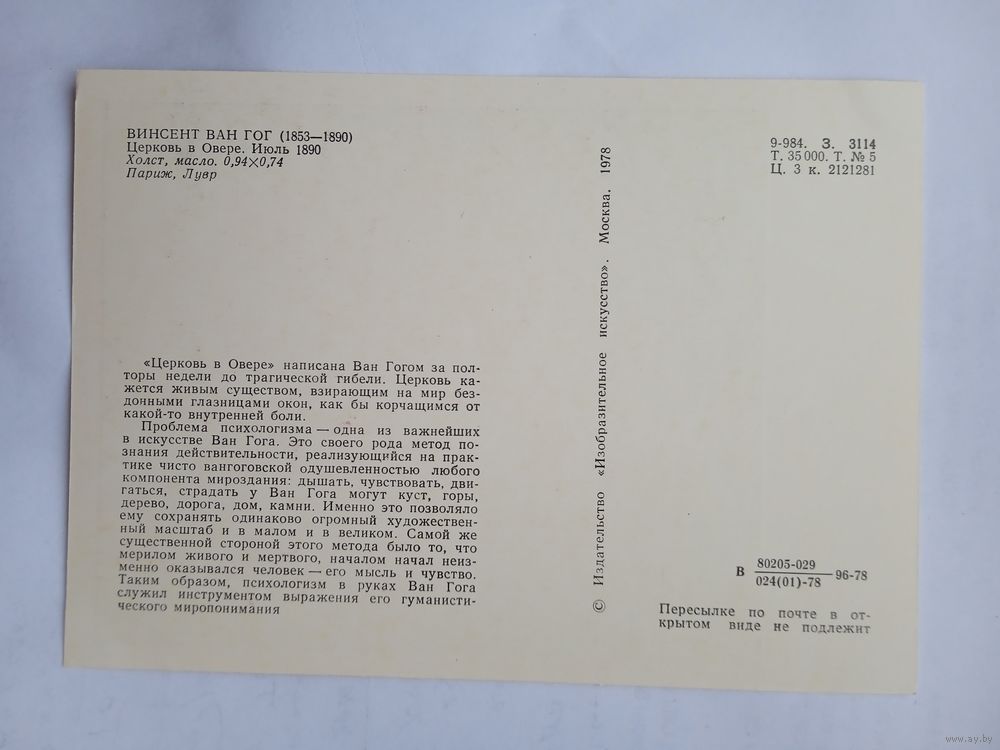 ВИНСЕНТ ВАН ГОГ (1853—1890)
Церковь в Овере. Июль 1890
Холст, масло. 0,94×0,74
Париж, Лувр
«Церковь в Овере» написана Ван Гогом за пол-
торы недели до трагической гибели. Церковь ка-
жется живым существом, взирающим на мир без-
донными глазницами окон, как бы корчащимся от
какой-то внутренней боли.
Проблема психологизма — одна из важнейших
в искусстве Ван Гога. Это своего рода метод по-
знания действительности, реализующийся на прак-
тике чисто вангоговской одушевленностью любого
компонента мироздания: дышать, чувствовать, дви-
гаться, страдать у Ван Гога могут куст, горы,
дерево, дорога, дом, камни. Именно это позволяло
ему сохранять одинаково огромный художествен-
ный масштаб и в малом и в великом. Самой же
существенной стороной этого метода было то, что
мерилом живого и мертвого, началом начал неиз-
менно оказывался человек — его мысль и чувство.
Таким образом, психологизм в руках Ван Гога
служил инструментом выражения его гуманисти-
ческого миропонимания
© Издательство «Изобразительное искусство». Москва. 1978
9-984. З. 3114
Т. 35 000. Т. № 5
Ц. 3 к. 2121281
В 80205-029
024(01)-78 96-78
Пересылке по почте в от-
крытом виде не подлежит
www.ay.by